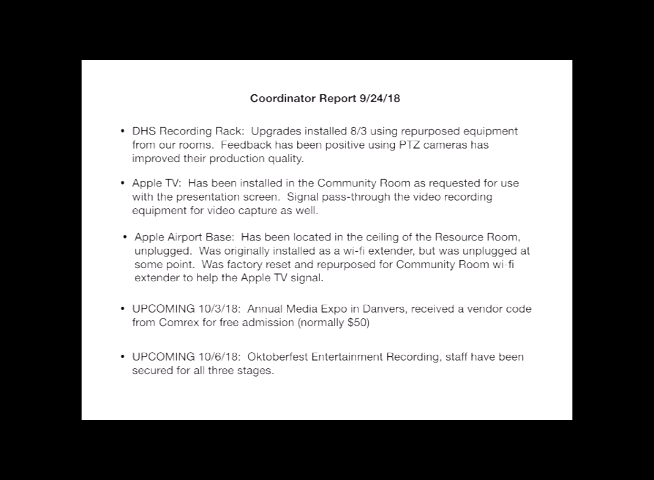 Coordinator Report 9/24/18
• DHS Recording Rack: Upgrades installed 8/3 using repurposed equipment
from our rooms. Feedback has been positive using PTZ cameras has
improved their production quality.
• Apple TV: Has been installed in the Community Room as requested for use
with the presentation screen. Signal pass-through the video recording
equipment for video capture as well.
• Apple Airport Base: Has been located in the ceiling of the Resource Room,
unplugged. Was originally installed as a wi-fi extender, but was unplugged at
some point. Was factory reset and repurposed for Community Room wi-fi
extender to help the Apple TV signal.
• UPCOMING 10/3/18: Annual Media Expo in Danvers, received a vendor code
from Comrex for free admission (normally $50)
• UPCOMING 10/6/18: Oktoberfest Entertainment Recording, staff have been
secured for all three stages.